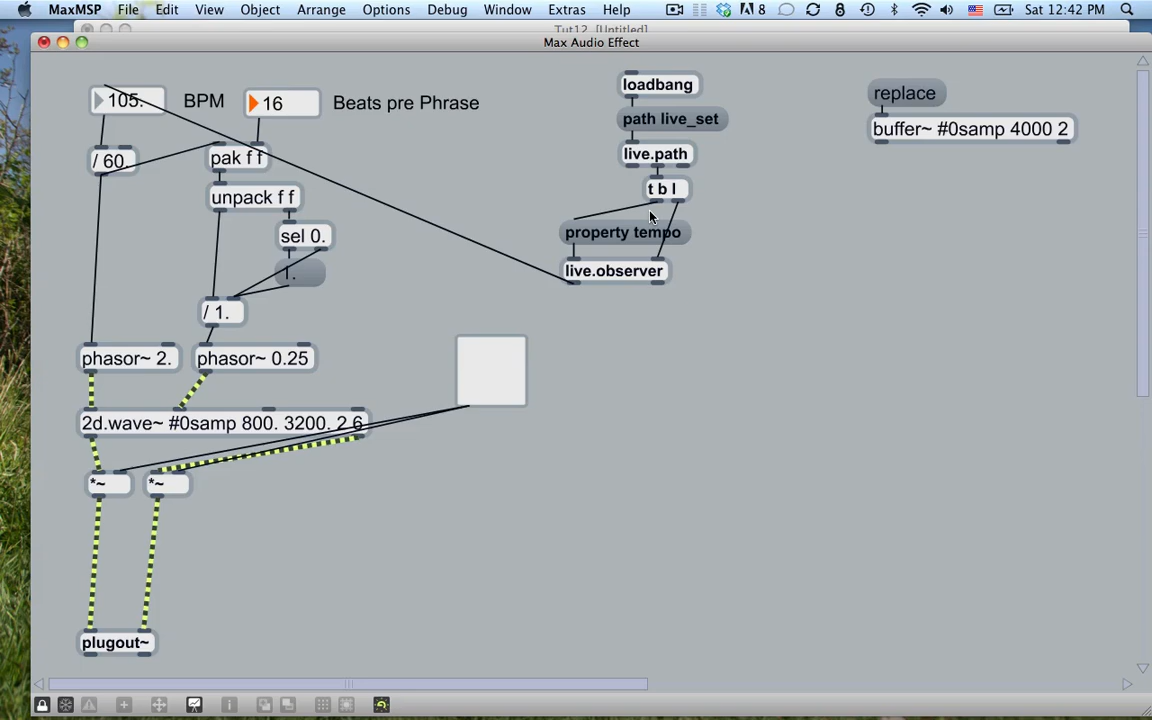 MaxMSP File Edit View Object Arrange Options Debug Window Extras Help 8 Sat 12:42 PM
Tut12 [Untitled]
Max Audio Effect
105. BPM 16 Beats pre Phrase
loadbang
replace
path live_set
buffer~ #0samp 4000 2
/ 60.
pak f f
live.path
t b l
unpack f f
sel 0.
property tempo
1.
live.observer
/ 1.
phasor~ 2.
phasor~ 0.25
2d.wave~ #0samp 800. 3200. 2 6
*~
*~
plugout~